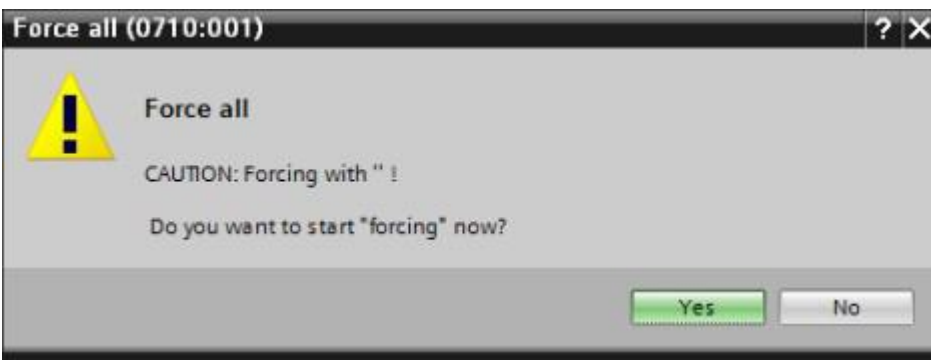 Force all (0710:001)
? X
Force all
CAUTION: Forcing with '' !
Do you want to start "forcing" now?
Yes No